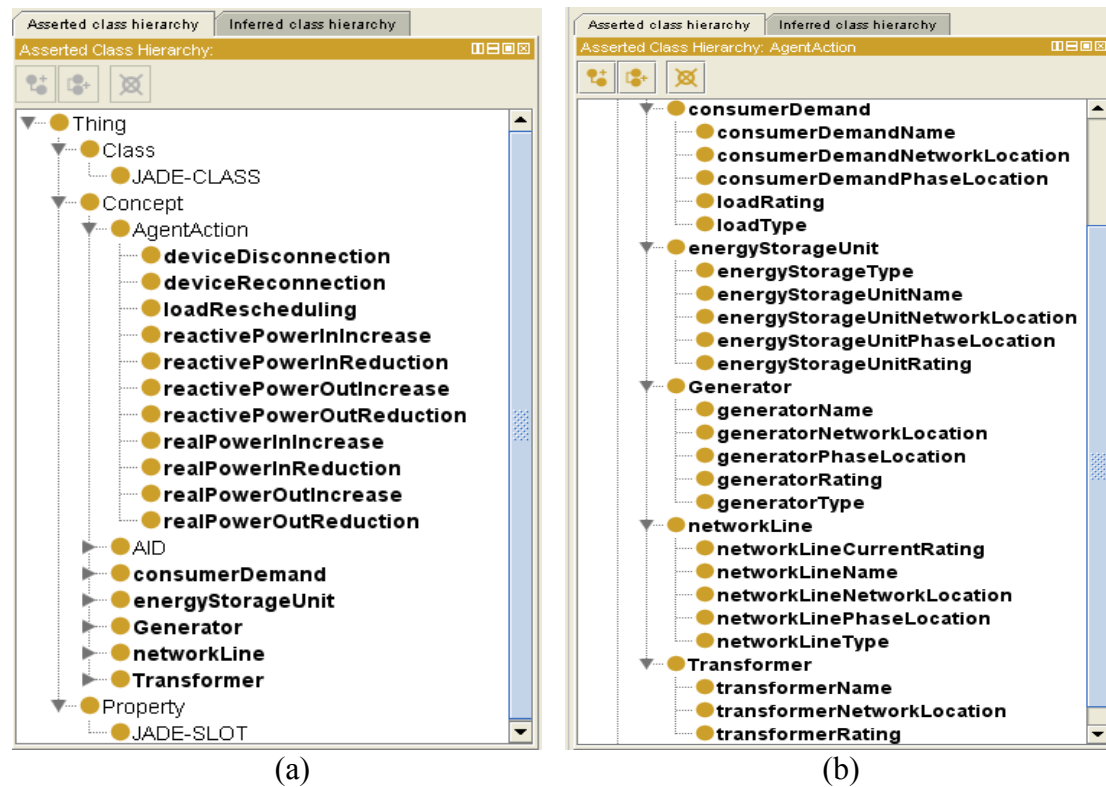 Asserted class hierarchy Inferred class hierarchy
Asserted Class Hierarchy:
Thing
Class
JADE-CLASS
Concept
AgentAction
deviceDisconnection
deviceReconnection
loadRescheduling
reactivePowerInIncrease
reactivePowerInReduction
reactivePowerOutIncrease
reactivePowerOutReduction
realPowerInIncrease
realPowerInReduction
realPowerOutIncrease
realPowerOutReduction
AID
consumerDemand
energyStorageUnit
Generator
networkLine
Transformer
Property
JADE-SLOT
(a)
Asserted class hierarchy Inferred class hierarchy
Asserted Class Hierarchy: AgentAction
consumerDemand
consumerDemandName
consumerDemandNetworkLocation
consumerDemandPhaseLocation
loadRating
loadType
energyStorageUnit
energyStorageType
energyStorageUnitName
energyStorageUnitNetworkLocation
energyStorageUnitPhaseLocation
energyStorageUnitRating
Generator
generatorName
generatorNetworkLocation
generatorPhaseLocation
generatorRating
generatorType
networkLine
networkLineCurrentRating
networkLineName
networkLineNetworkLocation
networkLinePhaseLocation
networkLineType
Transformer
transformerName
transformerNetworkLocation
transformerRating
(b)